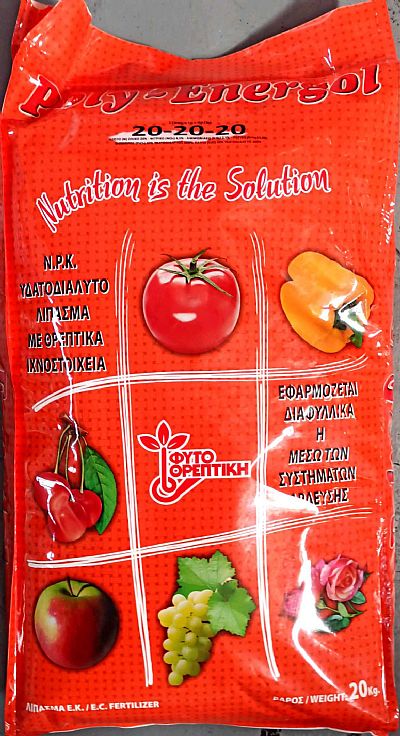 Poly-Energol
20-20-20
Nutrition is the Solution
Ν.Ρ.Κ.
ΥΔΑΤΟΔΙΑΛΥΤΟ
ΛΙΠΑΣΜΑ
ΜΕ ΘΡΕΠΤΙΚΑ
ΙΧΝΟΣΤΟΙΧΕΙΑ
ΕΦΑΡΜΟΖΕΤΑΙ
ΔΙΑΦΥΛΛΙΚΑ
Η
ΜΕΣΩ ΤΩΝ
ΣΥΣΤΗΜΑΤΩΝ
ΑΡΔΕΥΣΗΣ
ΦΥΤΟ
ΘΡΕΠΤΙΚΗ
ΛΙΠΑΣΜΑ Ε.Κ. / E.C. FERTILIZER
ΒΑΡΟΣ/WEIGHT: 20Kg.